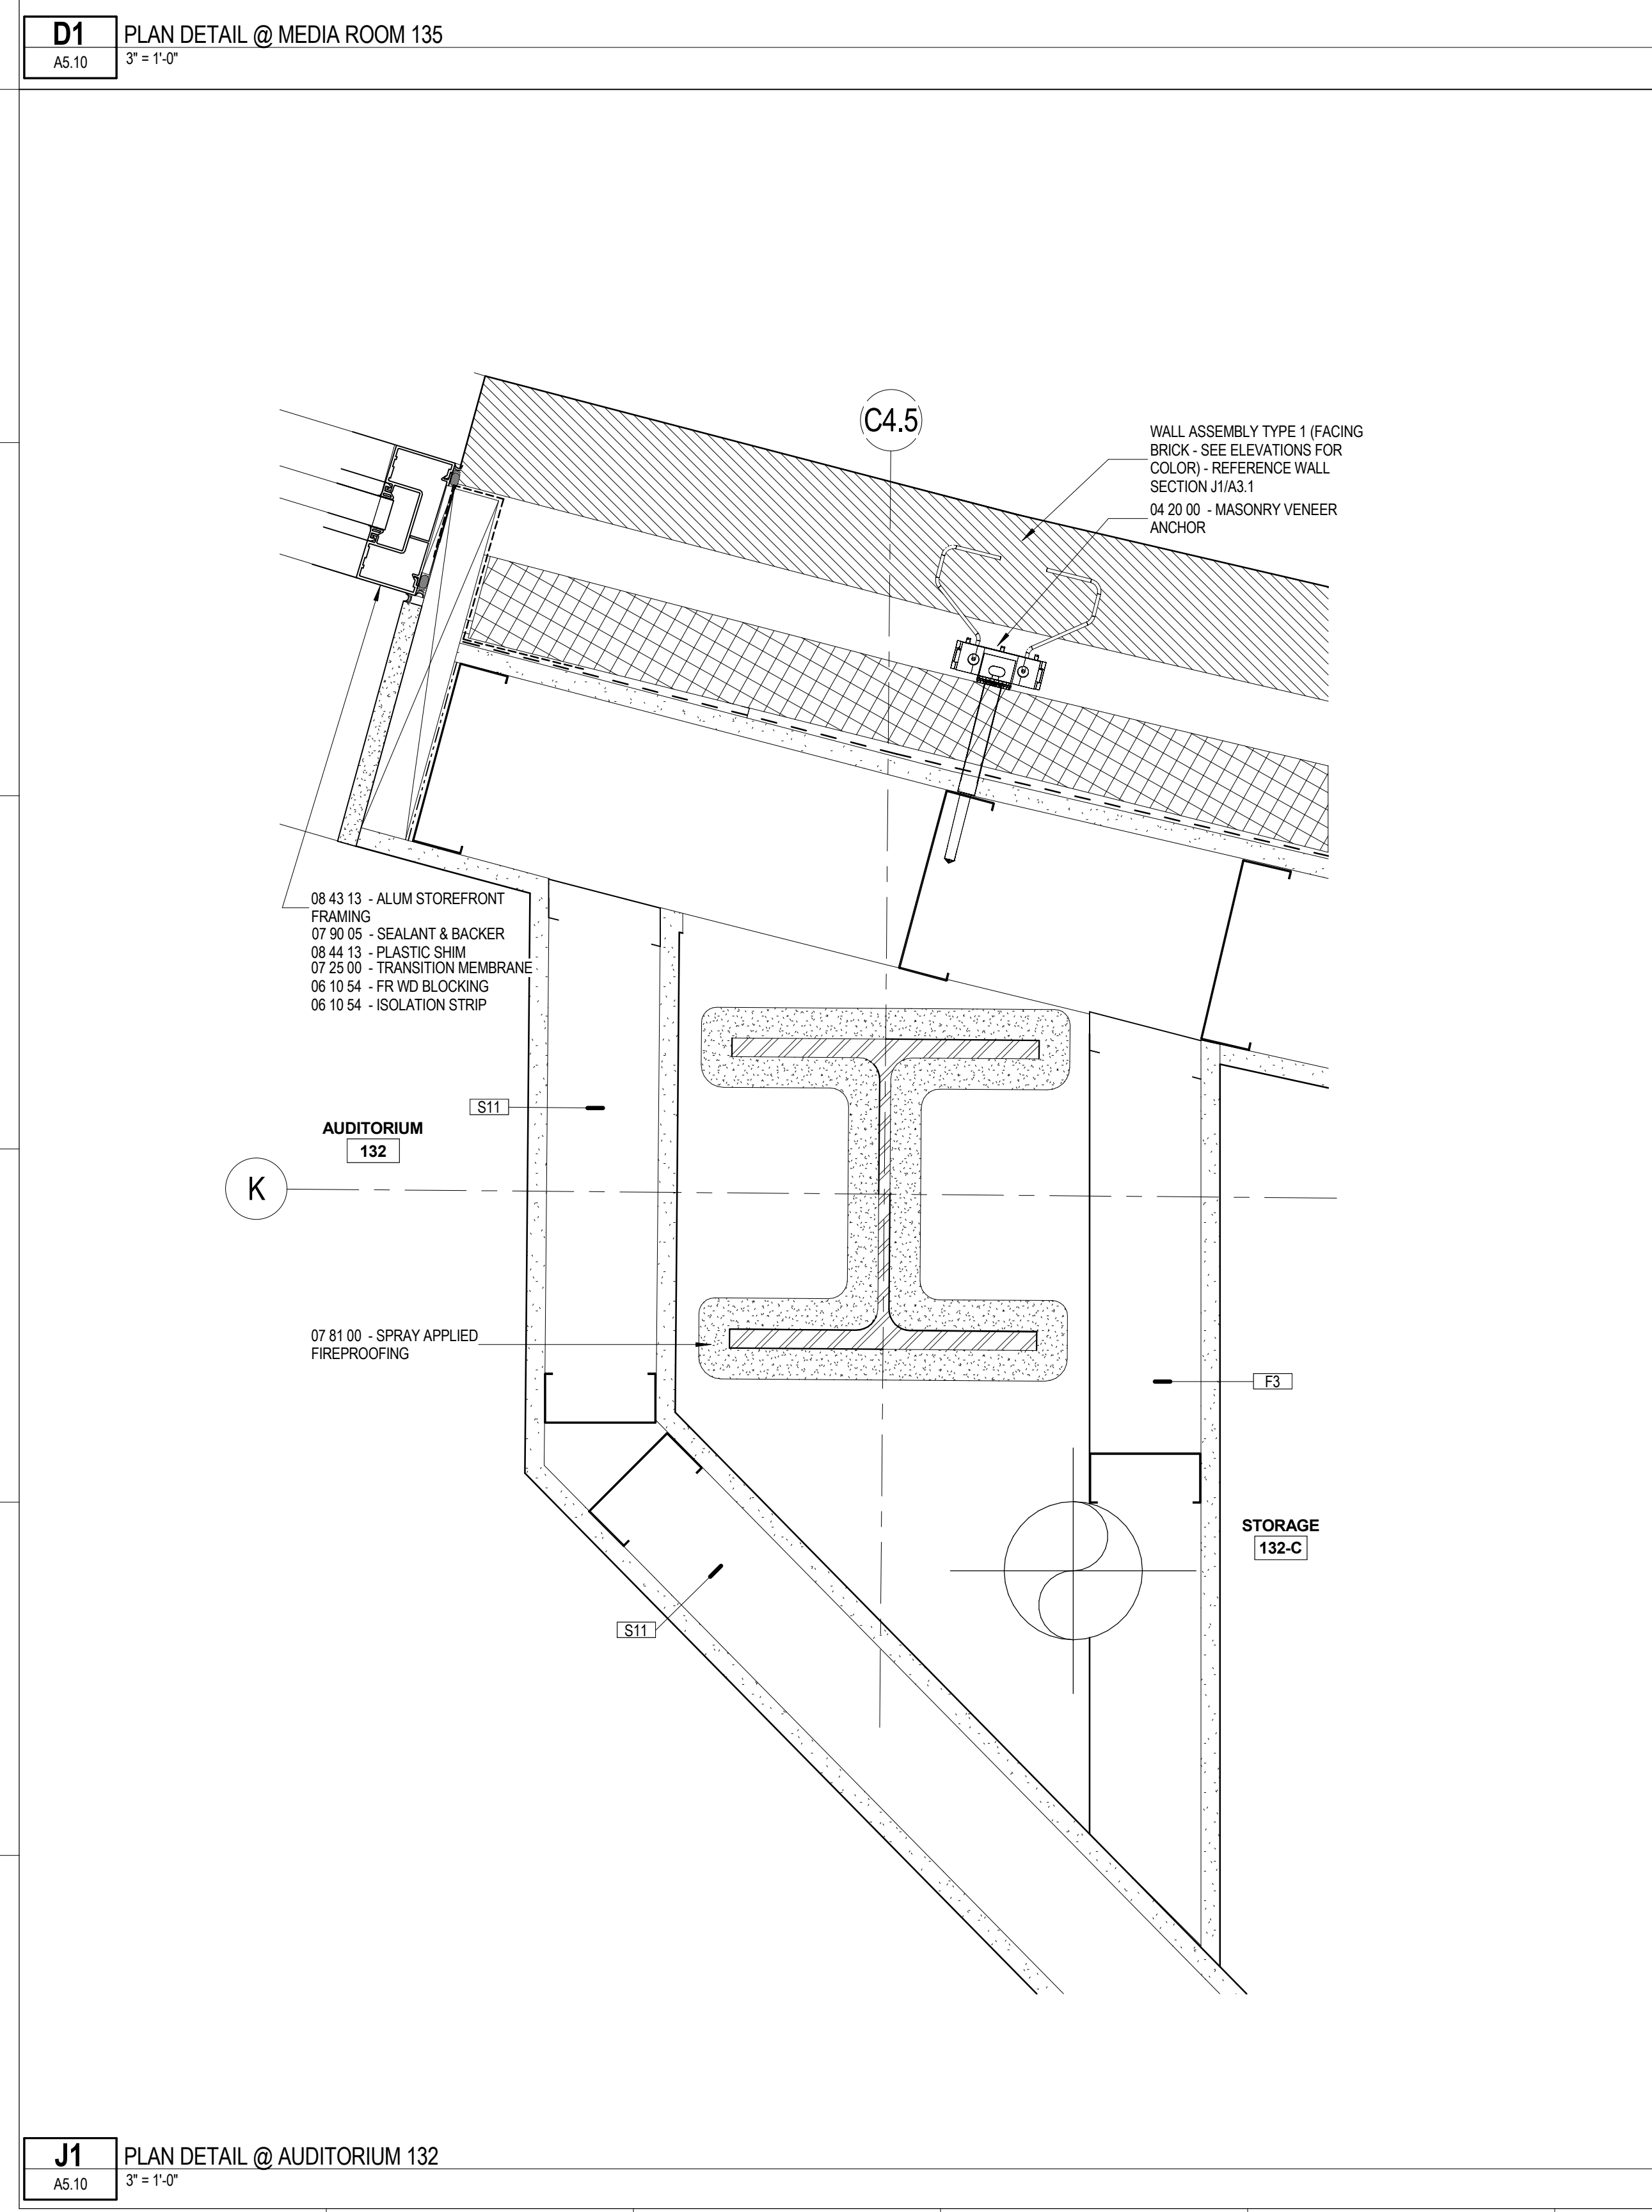 D1
A5.10
PLAN DETAIL @ MEDIA ROOM 135
3" = 1'-0"
C4.5
WALL ASSEMBLY TYPE 1 (FACING
BRICK - SEE ELEVATIONS FOR
COLOR) - REFERENCE WALL
SECTION J1/A3.1
04 20 00 - MASONRY VENEER
ANCHOR
08 43 13 - ALUM STOREFRONT
FRAMING
07 90 05 - SEALANT & BACKER
08 44 13 - PLASTIC SHIM
07 25 00 - TRANSITION MEMBRANE
06 10 54 - FR WD BLOCKING
06 10 54 - ISOLATION STRIP
S11
AUDITORIUM
132
K
07 81 00 - SPRAY APPLIED
FIREPROOFING
F3
STORAGE
132-C
S11
J1
A5.10
PLAN DETAIL @ AUDITORIUM 132
3" = 1'-0"